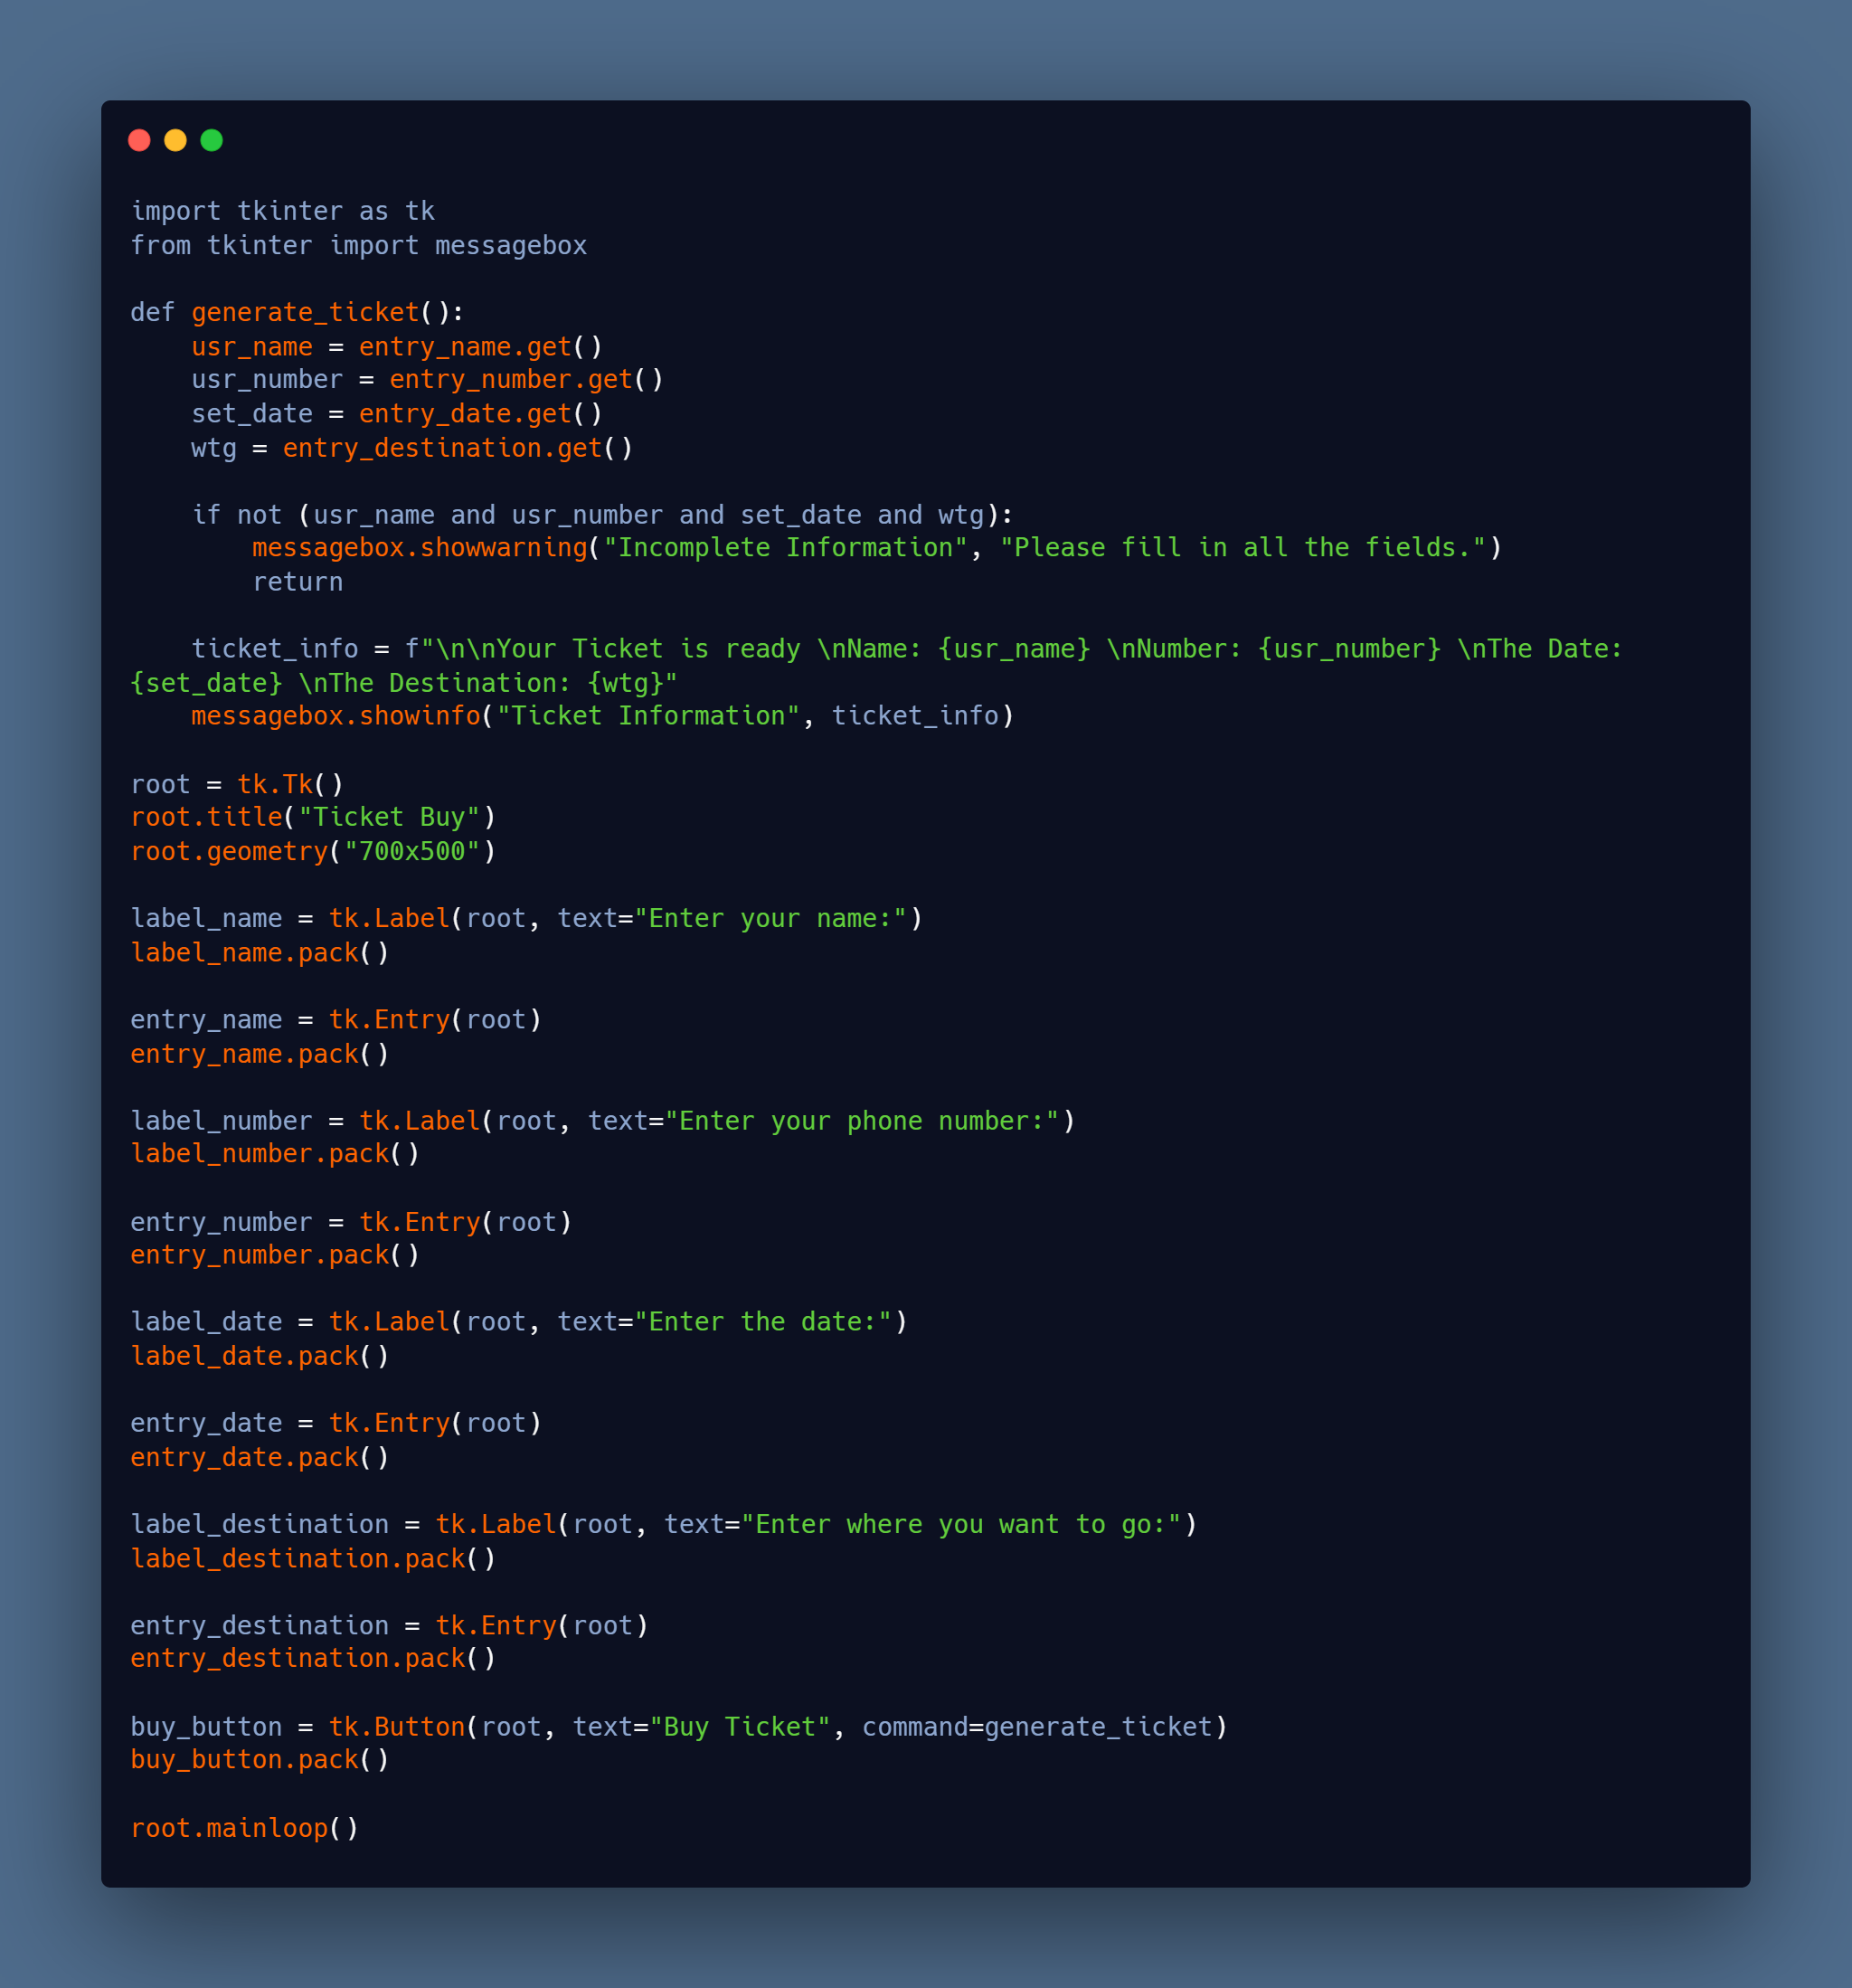 import tkinter as tk
from tkinter import messagebox

def generate_ticket():
    usr_name = entry_name.get()
    usr_number = entry_number.get()
    set_date = entry_date.get()
    wtg = entry_destination.get()

    if not (usr_name and usr_number and set_date and wtg):
        messagebox.showwarning("Incomplete Information", "Please fill in all the fields.")
        return

    ticket_info = f"\n\nYour Ticket is ready \nName: {usr_name} \nNumber: {usr_number} \nThe Date:
{set_date} \nThe Destination: {wtg}"
    messagebox.showinfo("Ticket Information", ticket_info)

root = tk.Tk()
root.title("Ticket Buy")
root.geometry("700x500")

label_name = tk.Label(root, text="Enter your name:")
label_name.pack()

entry_name = tk.Entry(root)
entry_name.pack()

label_number = tk.Label(root, text="Enter your phone number:")
label_number.pack()

entry_number = tk.Entry(root)
entry_number.pack()

label_date = tk.Label(root, text="Enter the date:")
label_date.pack()

entry_date = tk.Entry(root)
entry_date.pack()

label_destination = tk.Label(root, text="Enter where you want to go:")
label_destination.pack()

entry_destination = tk.Entry(root)
entry_destination.pack()

buy_button = tk.Button(root, text="Buy Ticket", command=generate_ticket)
buy_button.pack()

root.mainloop()